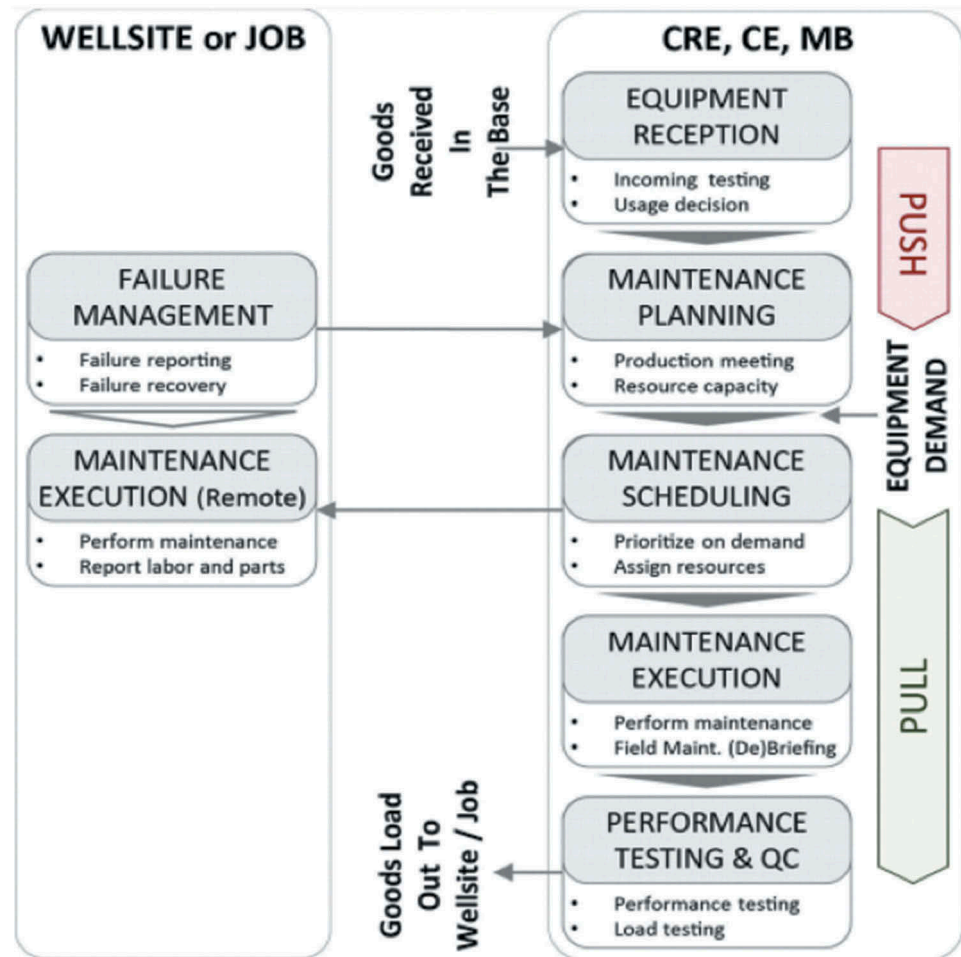 WELLSITE or JOB
CRE, CE, MB
Goods
Received
In
The Base
EQUIPMENT
RECEPTION
• Incoming testing
• Usage decision
PUSH
FAILURE
MANAGEMENT
• Failure reporting
• Failure recovery
MAINTENANCE
PLANNING
• Production meeting
• Resource capacity
EQUIPMENT
DEMAND
MAINTENANCE
EXECUTION (Remote)
• Perform maintenance
• Report labor and parts
MAINTENANCE
SCHEDULING
• Prioritize on demand
• Assign resources
PULL
MAINTENANCE
EXECUTION
• Perform maintenance
• Field Maint. (De)Briefing
Goods Load
Out To
Wellsite / Job
PERFORMANCE
TESTING & QC
• Performance testing
• Load testing